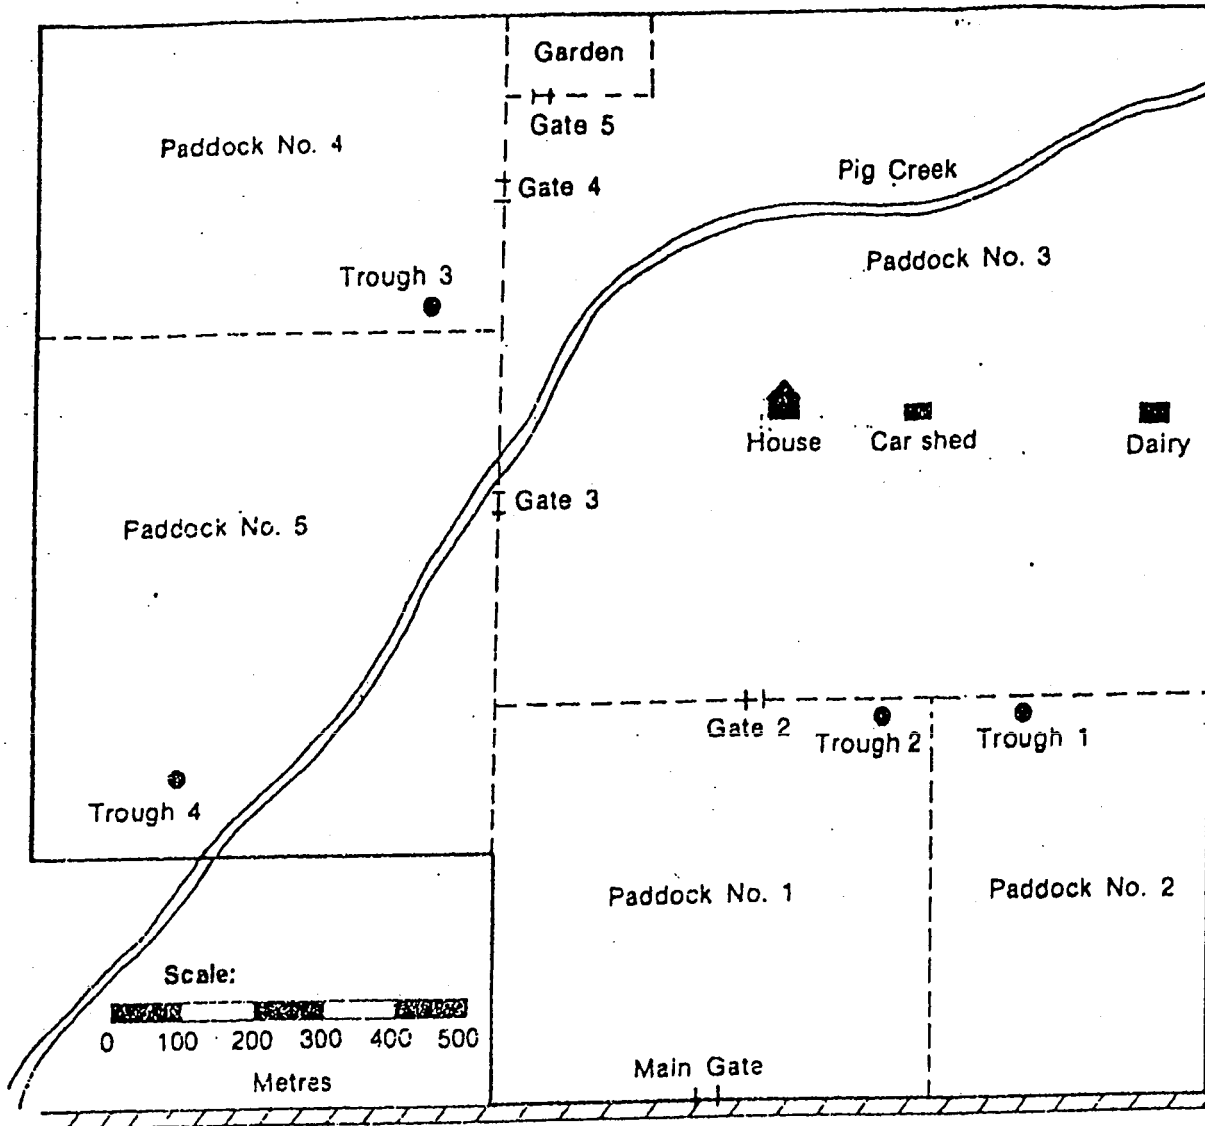 Garden
Gate 5
Paddock No. 4
Gate 4
Pig Creek
Paddock No. 3
Trough 3
House
Car shed
Dairy
Gate 3
Paddock No. 5
Gate 2
Trough 2
Trough 1
Trough 4
Paddock No. 1
Paddock No. 2
Scale:
0 100 200 300 400 500
Metres
Main Gate